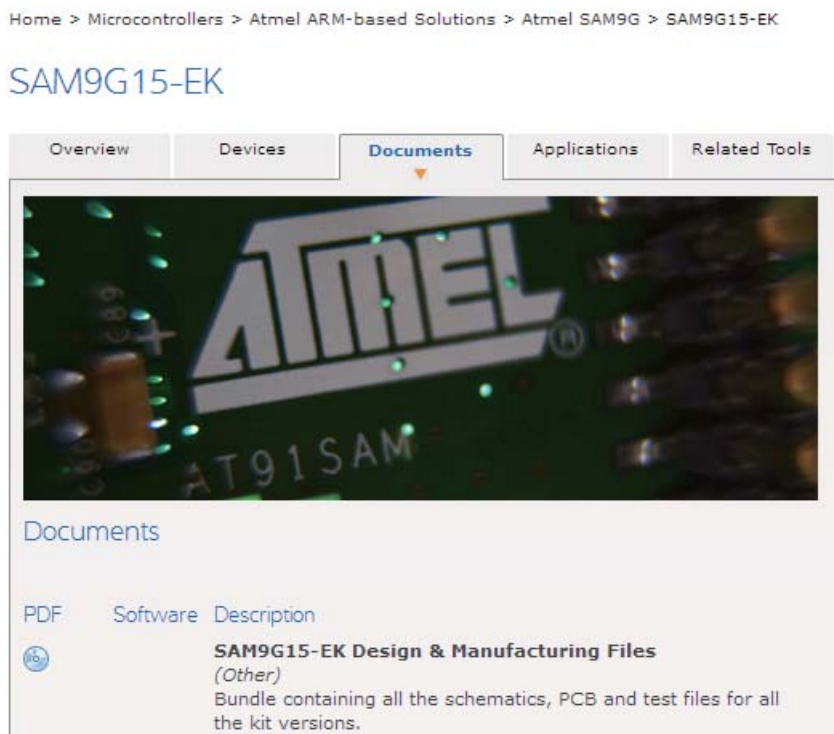 Home > Microcontrollers > Atmel ARM-based Solutions > Atmel SAM9G > SAM9G15-EK
SAM9G15-EK
Overview Devices Documents Applications Related Tools
C89
ATMEL ®
C90
AT91SAM
Documents
PDF Software Description
SAM9G15-EK Design & Manufacturing Files
(Other)
Bundle containing all the schematics, PCB and test files for all
the kit versions.